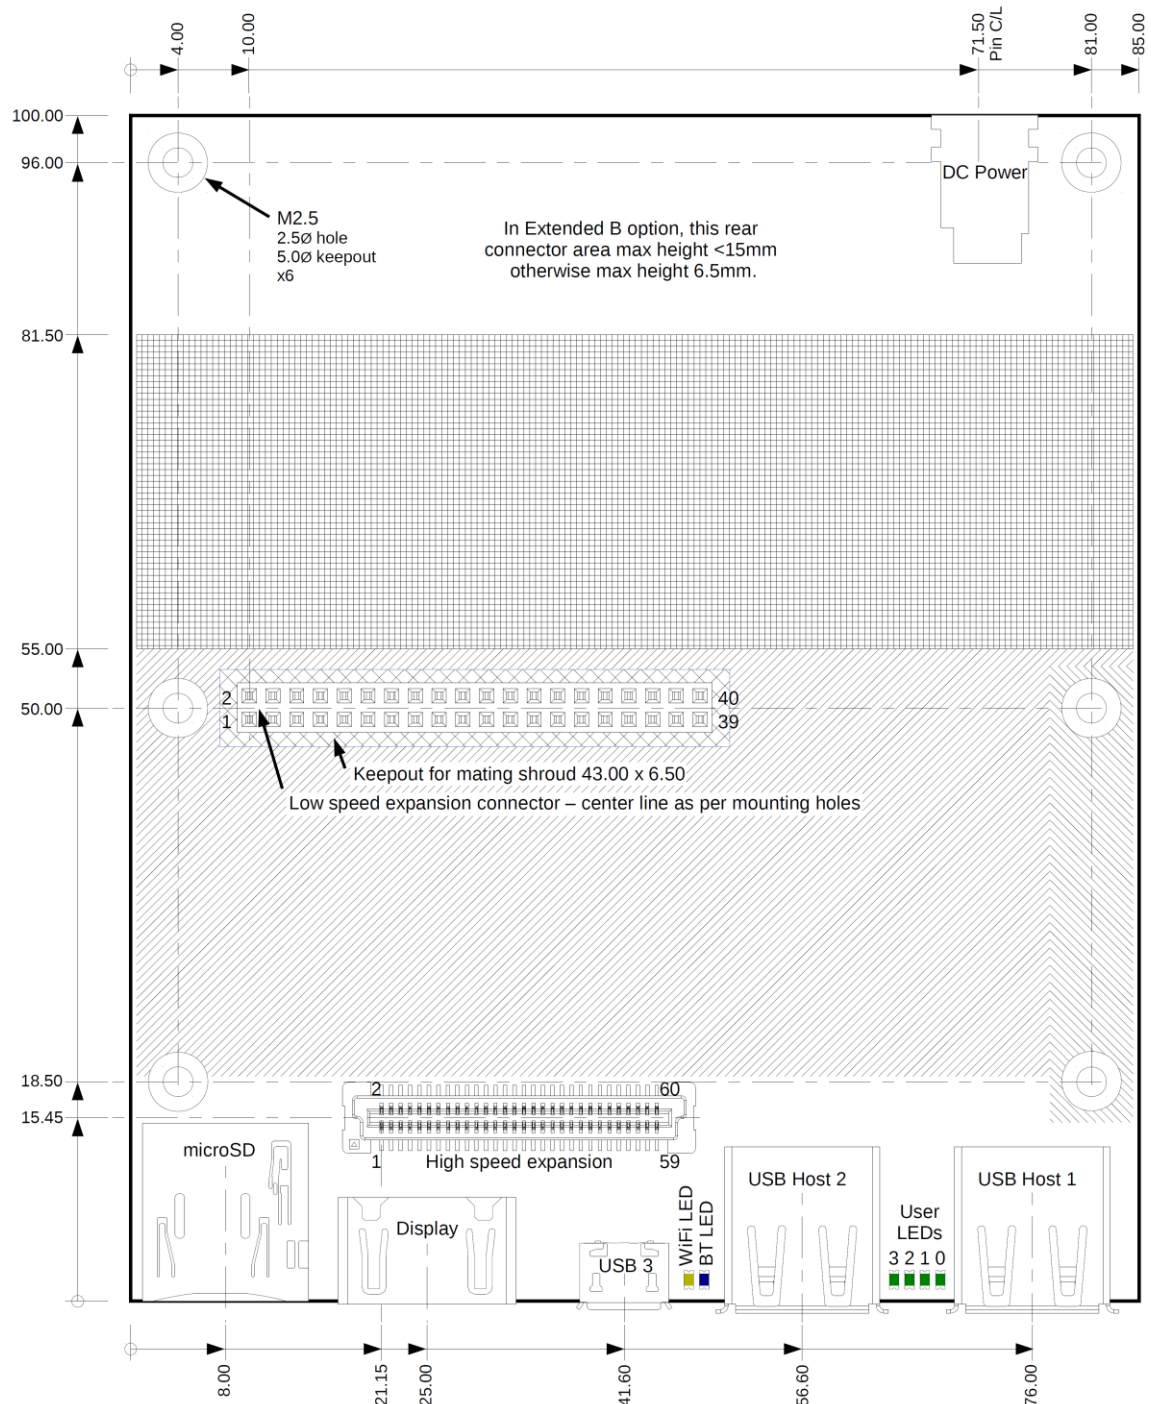 4.00
10.00
71.50
Pin C/L
81.00
85.00
100.00
96.00
DC Power
M2.5
2.5Ø hole
5.0Ø keepout
x6
In Extended B option, this rear
connector area max height <15mm
otherwise max height 6.5mm.
81.50
55.00
2
40
50.00
1
39
Keepout for mating shroud 43.00 x 6.50
Low speed expansion connector – center line as per mounting holes
18.50
2
60
15.45
microSD
1
High speed expansion
59
USB Host 2
USB Host 1
Display
WiFi LED
BT LED
User
LEDs
3 2 1 0
USB 3
8.00
21.15
25.00
41.60
56.60
76.00